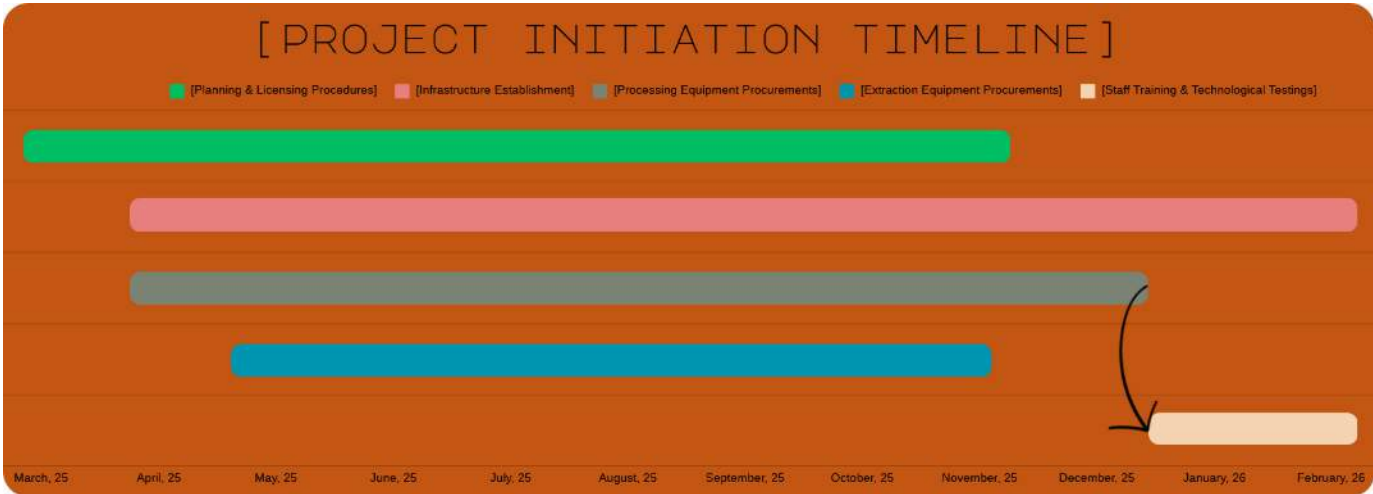 [PROJECT INITIATION TIMELINE]
[Planning & Licensing Procedures] [Infrastructure Establishment] [Processing Equipment Procurements] [Extraction Equipment Procurements] [Staff Training & Technological Testings]
March, 25 April, 25 May, 25 June, 25 July, 25 August, 25 September, 25 October, 25 November, 25 December, 25 January, 26 February, 26